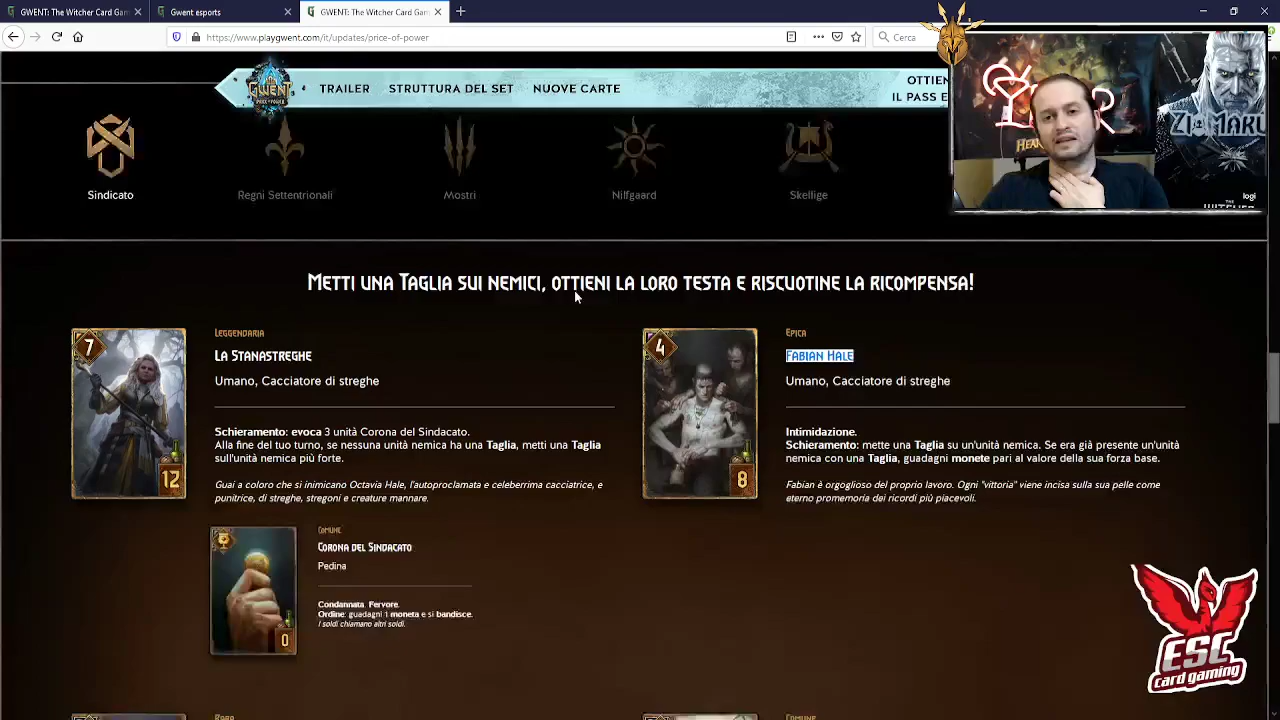 GWENT: The Witcher Card Gam
Gwent esports
GWENT: The Witcher Card Gam
https://www.playgwent.com/it/updates/price-of-power
Cerca
GWENT
TRAILER
STRUTTURA DEL SET
NUOVE CARTE
OTTIEN
IL PASS E
Sindicato
Regni Settentrionali
Mostri
Nilfgaard
Skellige
logi
THE
Metti una Taglia sui nemici, ottieni la loro testa e riscuotine la ricompensa!
7
12
Leggendaria
La Stanastreghe
Umano, Cacciatore di streghe
Schieramento: evoca 3 unità Corona del Sindacato.
Alla fine del tuo turno, se nessuna unità nemica ha una Taglia, metti una Taglia
sull'unità nemica più forte.
Guai a coloro che si inimicano Octavia Hale, l'autoproclamata e celeberrima cacciatrice, e
punitrice, di streghe, stregoni e creature mannare.
4
8
Epica
Fabian Hale
Umano, Cacciatore di streghe
Intimidazione.
Schieramento: mette una Taglia su un'unità nemica. Se era già presente un'unità
nemica con una Taglia, guadagni monete pari al valore della sua forza base.
Fabian è orgoglioso del proprio lavoro. Ogni "vittoria" viene incisa sulla sua pelle come
eterno promemoria dei ricordi più piacevoli.
0
Comune
Corona del Sindacato
Pedina
Condannata. Fervore.
Ordine: guadagni 1 moneta e si bandisce.
I soldi chiamano altri soldi.
ESC
card gaming
Rara
Comune